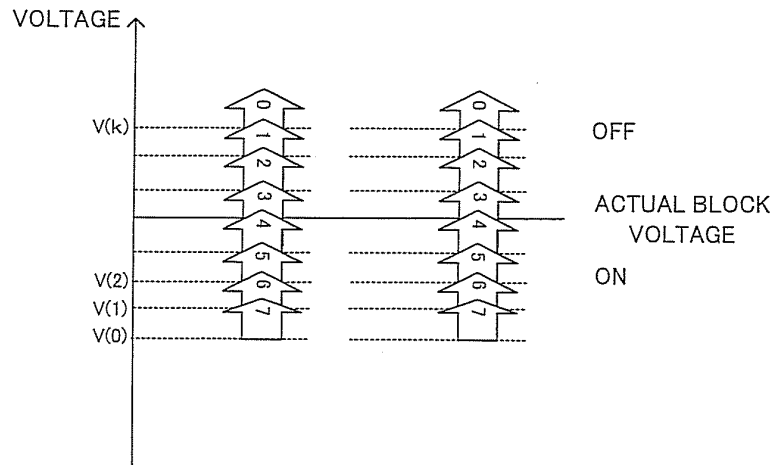 VOLTAGE
0 0
V(k) 1 1 OFF
2 2
3 3
ACTUAL BLOCK
VOLTAGE
4 4
5 5
V(2) 6 6 ON
V(1) 7 7
V(0)